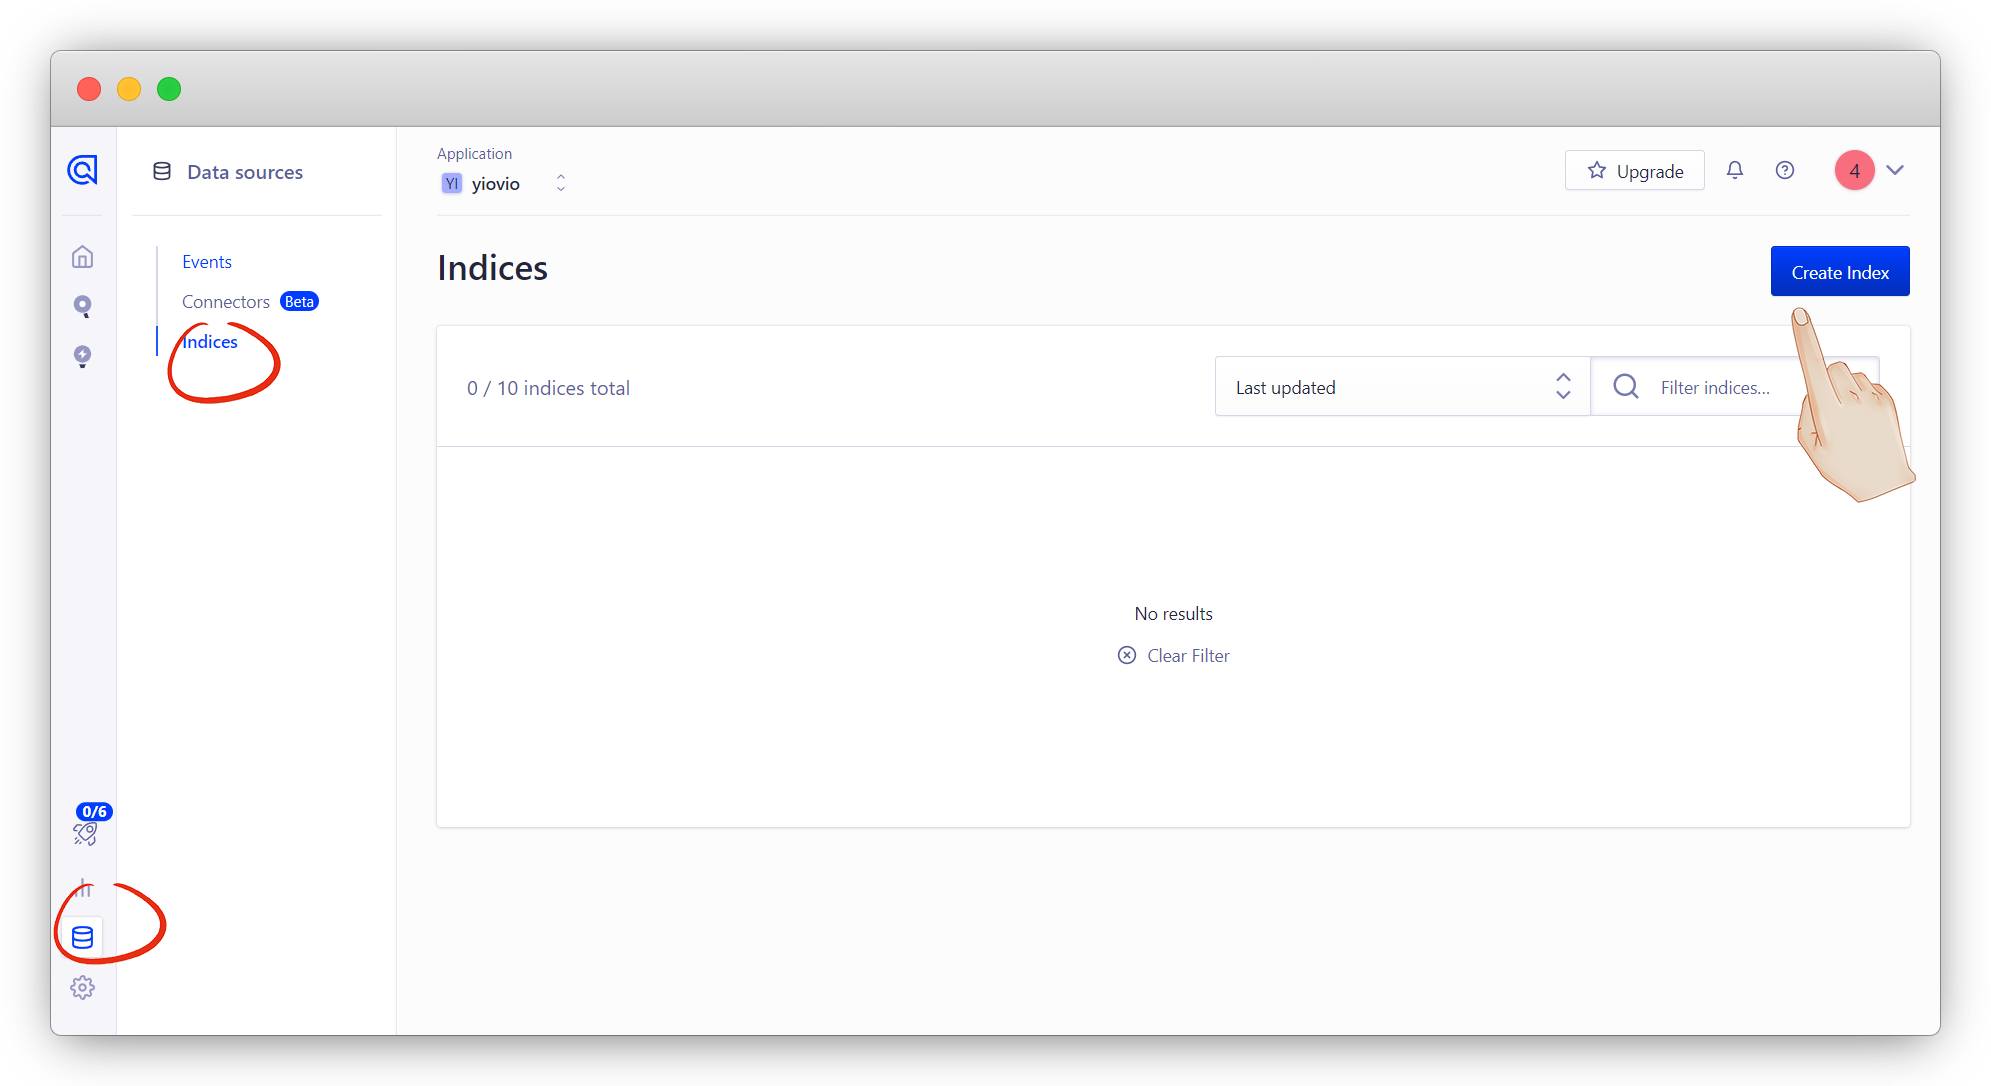 Data sources
Events
Connectors Beta
Indices
0/6
Application
YI yiovio
Upgrade
4
Indices
Create Index
0 / 10 indices total
Last updated
Filter indices...
No results
Clear Filter